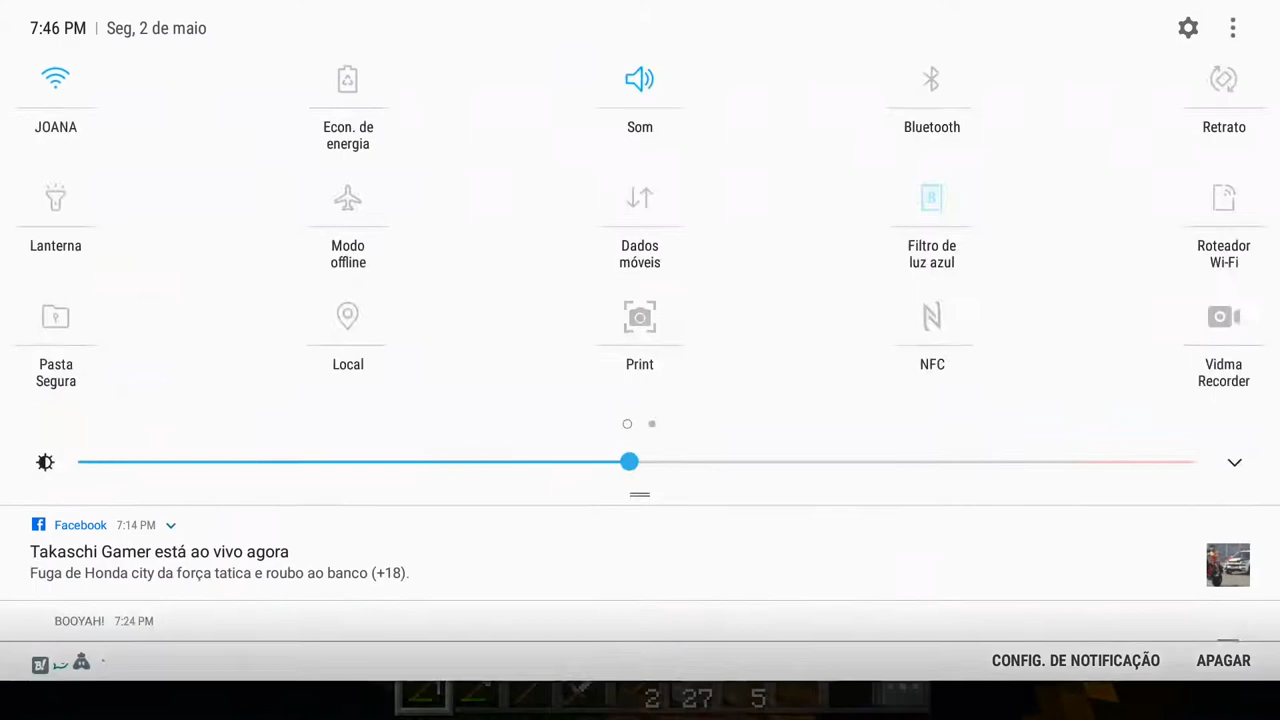 7:46 PM | Seg, 2 de maio
JOANA
Econ. de
energia
Som
Bluetooth
Retrato
Lanterna
Modo
offline
Dados
móveis
Filtro de
luz azul
Roteador
Wi-Fi
Pasta
Segura
Local
Print
NFC
Vidma
Recorder
Facebook 7:14 PM
Takaschi Gamer está ao vivo agora
Fuga de Honda city da força tatica e roubo ao banco (+18).
BOOYAH! 7:24 PM
CONFIG. DE NOTIFICAÇÃO APAGAR
2 27 5